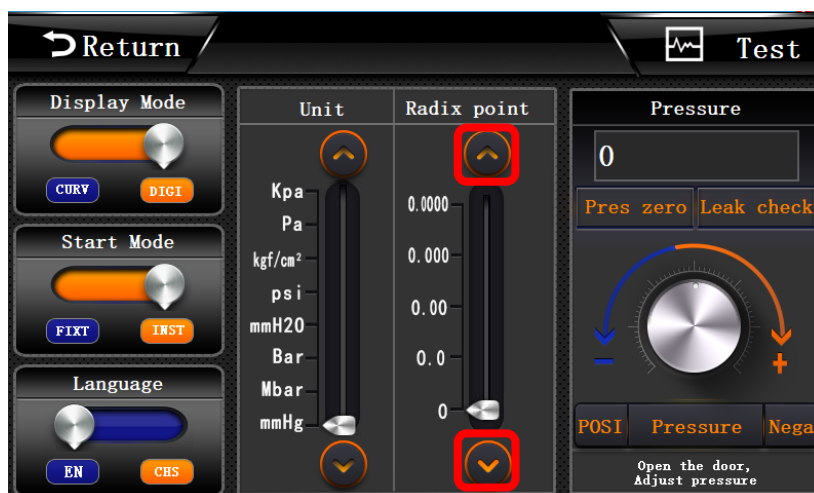 Return
Test
Display Mode
CURV
DIGI
Start Mode
FIXT
INST
Language
EN
CHS
Unit
Kpa
Pa
kgf/cm²
psi
mmH20
Bar
Mbar
mmHg
Radix point
0.0000
0.000
0.00
0.0
0
Pressure
0
Pres zero
Leak check
−
+
POSI
Pressure
Nega
Open the door,
Adjust pressure